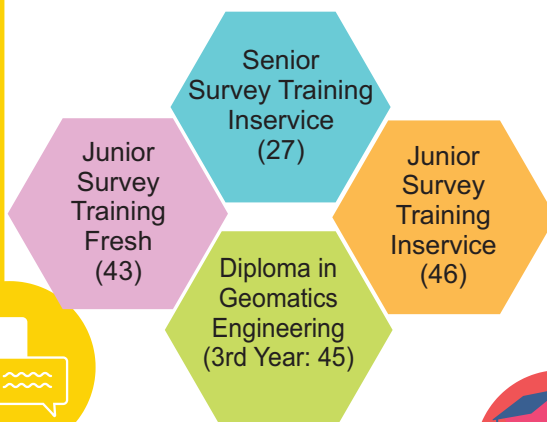 Senior
Survey Training
Inservice
(27)
Junior
Survey
Training
Fresh
(43)
Junior
Survey
Training
Inservice
(46)
Diploma in
Geomatics
Engineering
(3rd Year: 45)